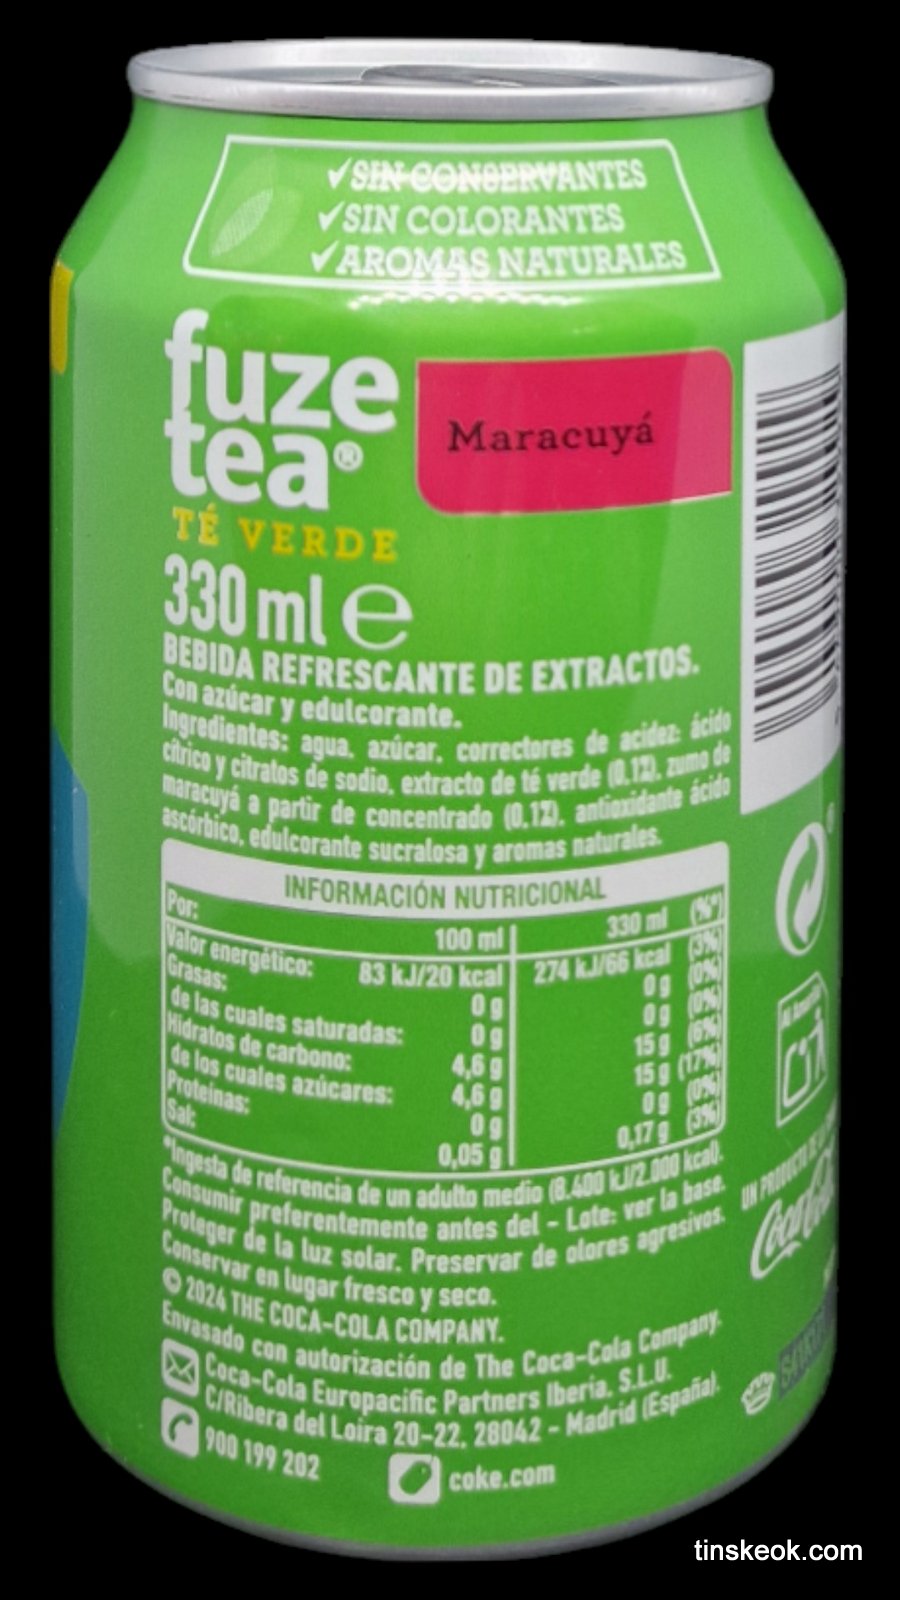 ✓SIN CONSERVANTES
✓SIN COLORANTES
✓AROMAS NATURALES
fuze
tea®
Maracuyá
TÉ VERDE
330 ml e
BEBIDA REFRESCANTE DE EXTRACTOS.
Con azúcar y edulcorante.
Ingredientes: agua, azúcar, correctores de acidez: ácido
cítrico y citratos de sodio, extracto de té verde (0,1%), zumo de
maracuyá a partir de concentrado (0,1%), antioxidante ácido
ascórbico, edulcorante sucralosa y aromas naturales.
INFORMACIÓN NUTRICIONAL
Por: 100 ml 330 ml (%*)
Valor energético: 83 kJ/20 kcal 274 kJ/66 kcal (3%)
Grasas: 0 g 0 g (0%)
de las cuales saturadas: 0 g 0 g (0%)
Hidratos de carbono: 4,6 g 15 g (6%)
de los cuales azúcares: 4,6 g 15 g (17%)
Proteínas: 0 g 0 g (0%)
Sal: 0,05 g 0,17 g (3%)
*Ingesta de referencia de un adulto medio (8.400 kJ/2.000 kcal).
Consumir preferentemente antes del - Lote: ver la base.
Proteger de la luz solar. Preservar de olores agresivos.
Conservar en lugar fresco y seco.
© 2024 THE COCA-COLA COMPANY.
Envasado con autorización de The Coca-Cola Company.
Coca-Cola Europacific Partners Iberia, S.L.U.
C/Ribera del Loira 20-22. 28042 - Madrid (España).
900 199 202
coke.com
AL AMARILLO
UN PRODUCTO DE
Coca-Cola
tinskeok.com